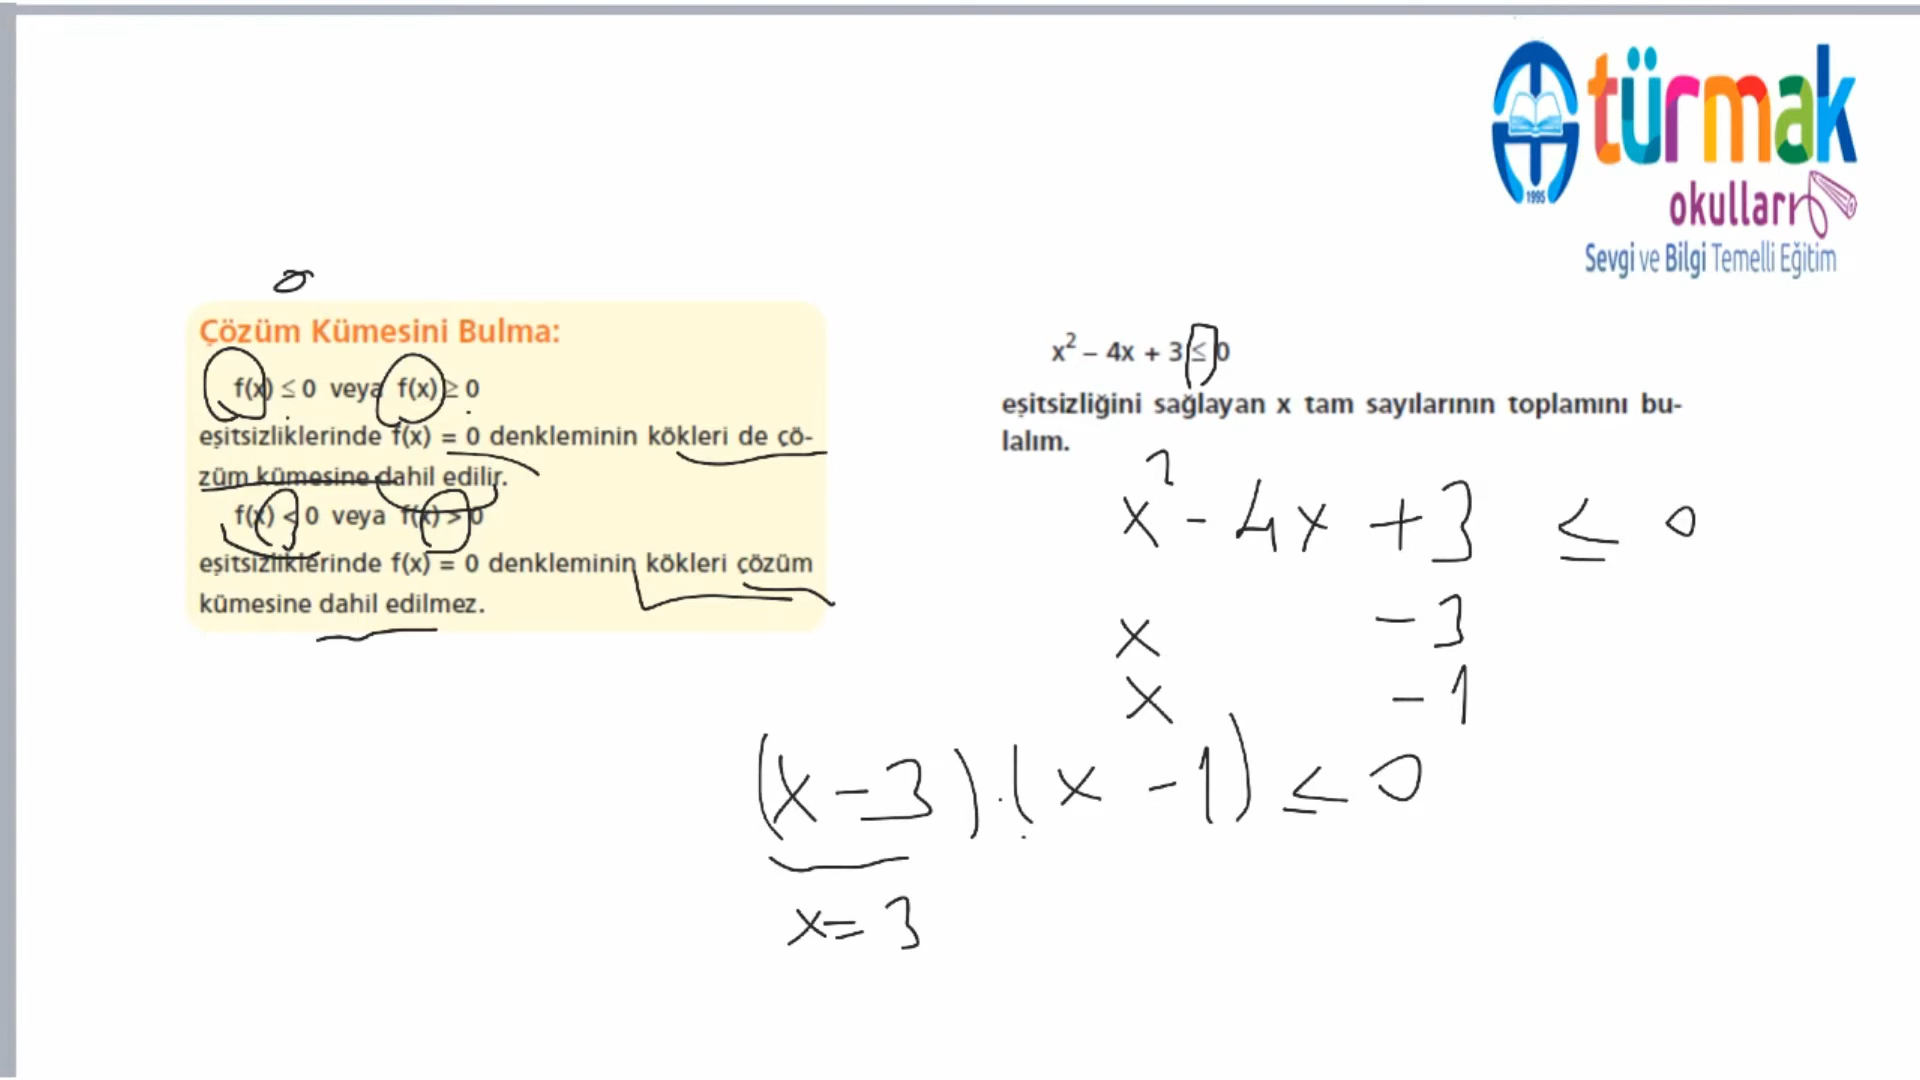 türmak
okulları
1995
Sevgi ve Bilgi Temelli Eğitim
Çözüm Kümesini Bulma:
f(x) ≤ 0 veya f(x) ≥ 0
eşitsizliklerinde f(x) = 0 denkleminin kökleri de çö-
züm kümesine dahil edilir.
f(x) < 0 veya f(x) > 0
eşitsizliklerinde f(x) = 0 denkleminin kökleri çözüm
kümesine dahil edilmez.
x² – 4x + 3 ≤ 0
eşitsizliğini sağlayan x tam sayılarının toplamını bu-
lalım.
x² - 4x + 3 ≤ 0
x - 3
x - 1
(x - 3) . (x - 1) ≤ 0
x = 3